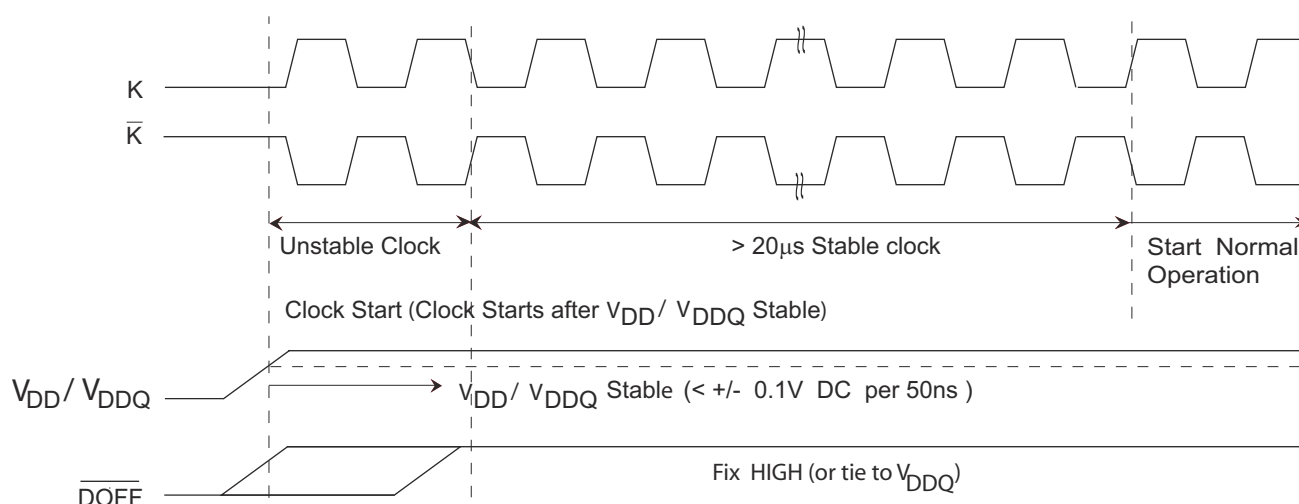 K
K̅
Unstable Clock
> 20μs Stable clock
Start Normal
Operation
Clock Start (Clock Starts after VDD/ VDDQ Stable)
VDD/ VDDQ
VDD/ VDDQ Stable (< +/- 0.1V DC per 50ns )
Fix HIGH (or tie to VDDQ)
DOFF